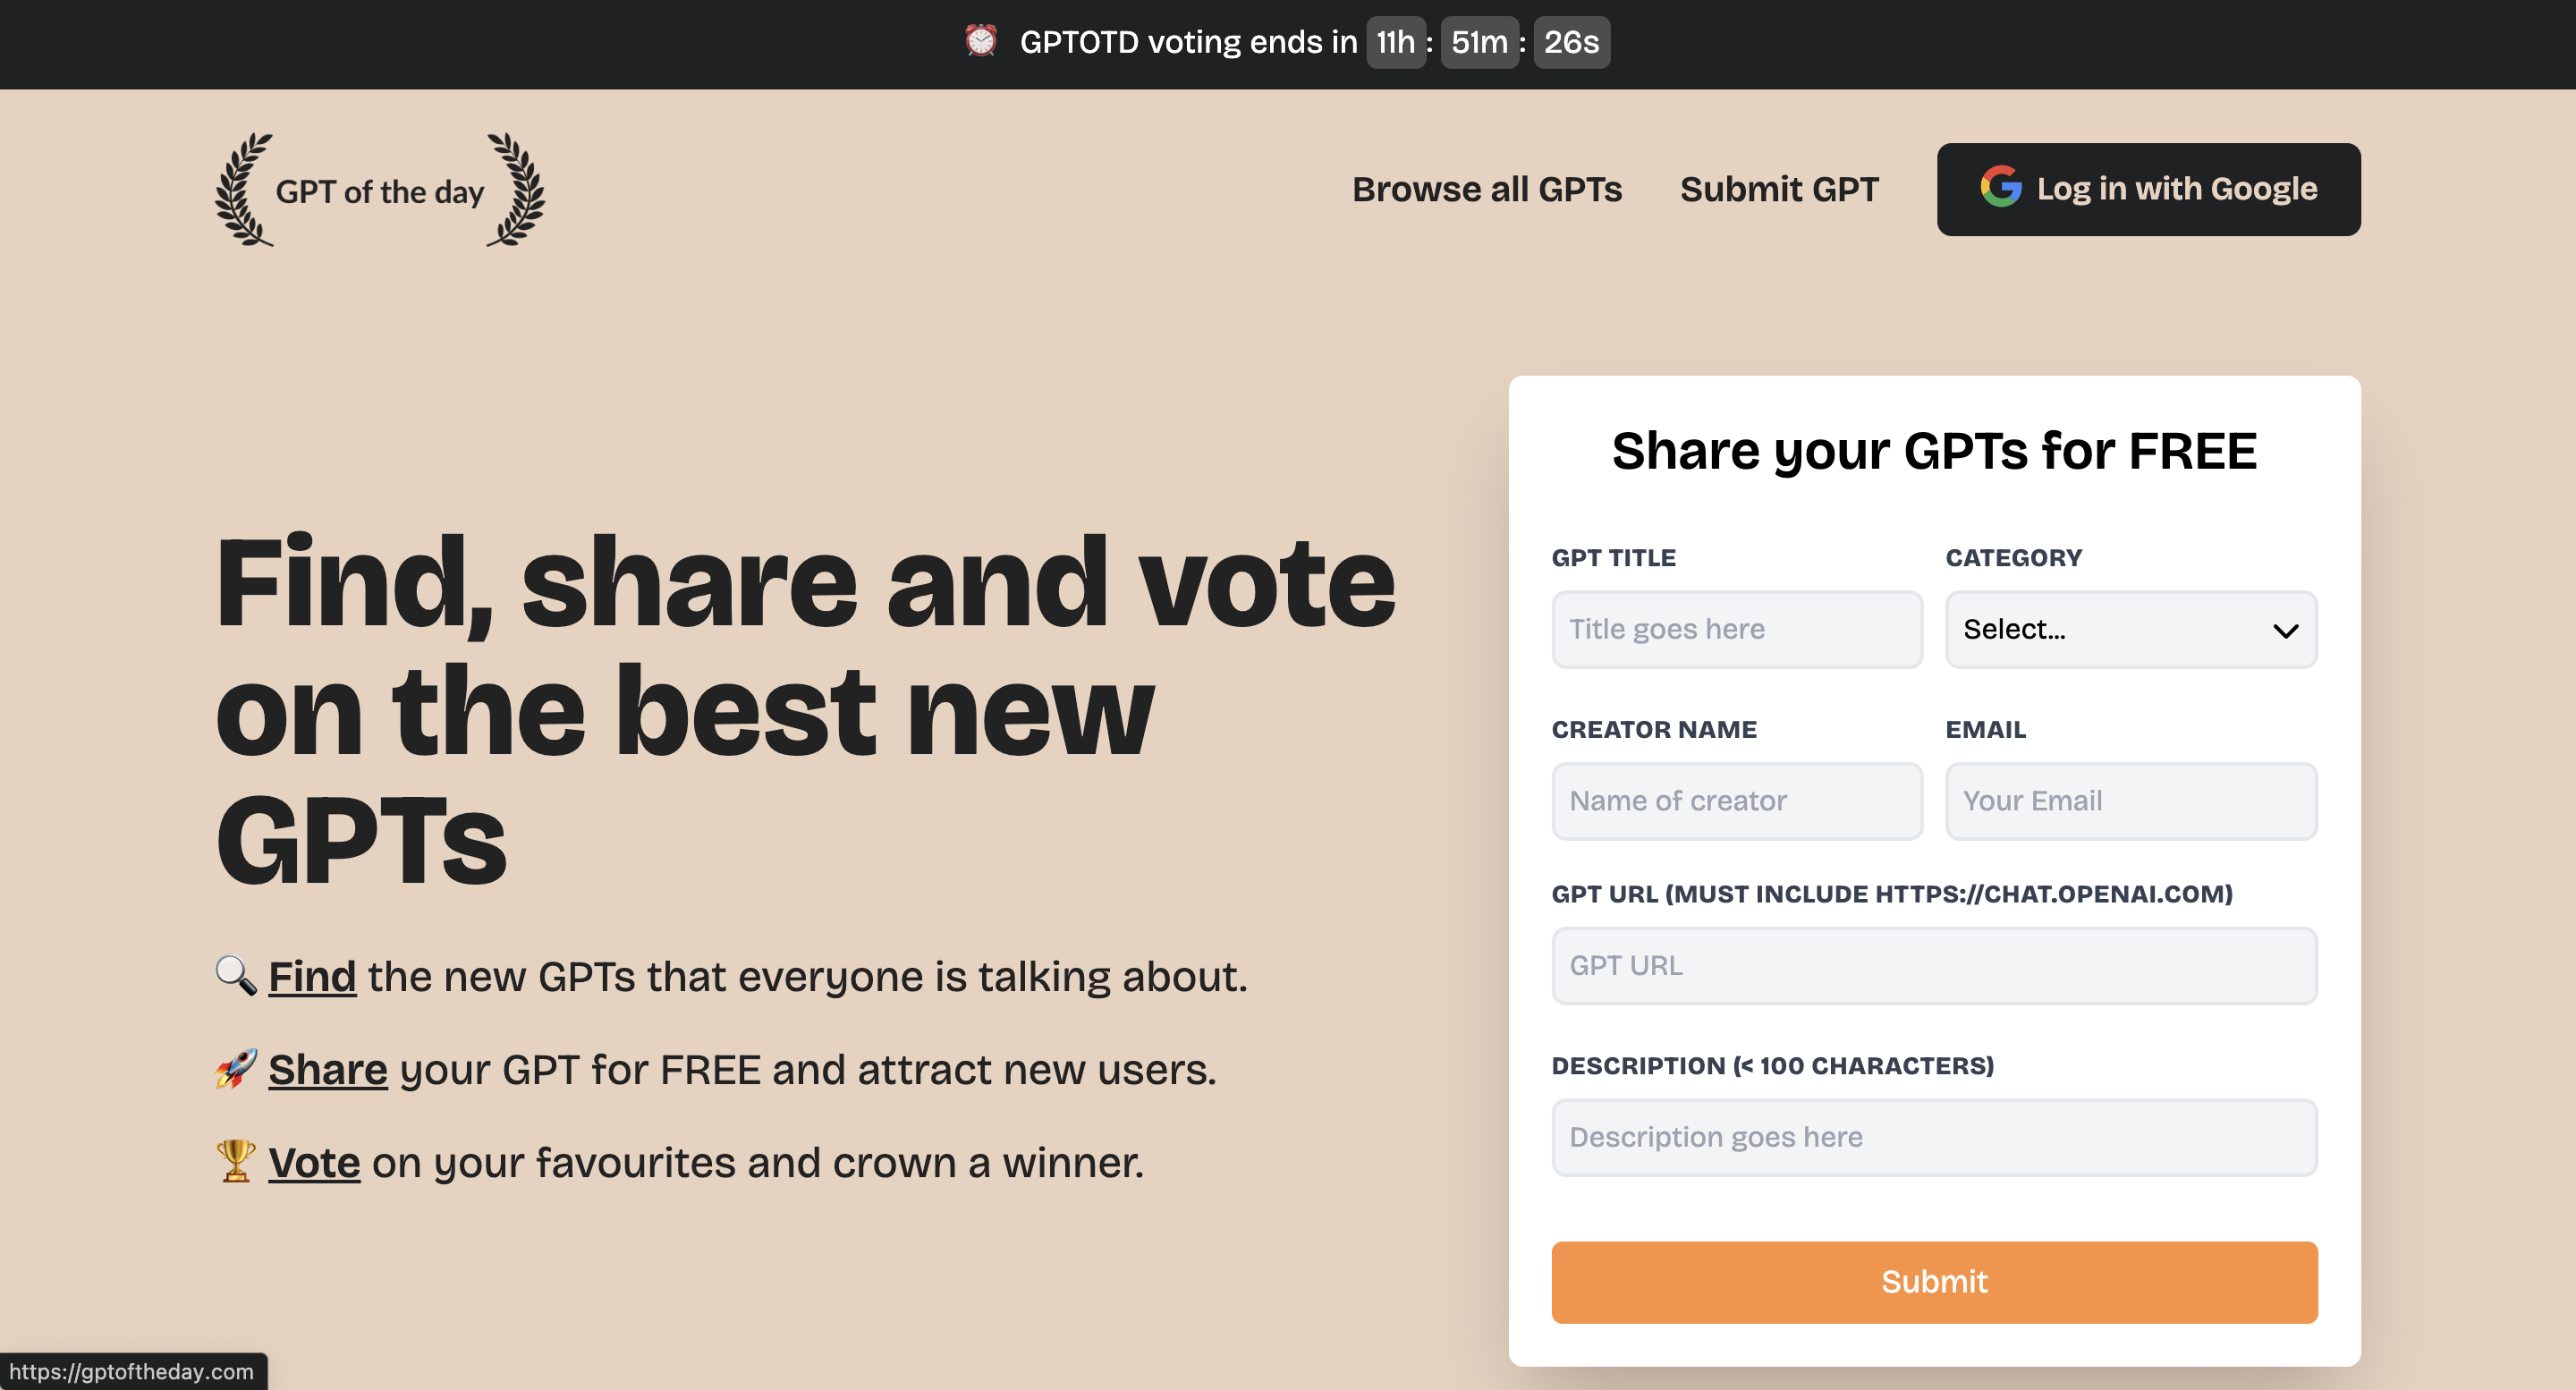 GPTOTD voting ends in 11h : 51m : 26s
GPT of the day
Browse all GPTs
Submit GPT
Log in with Google
Find, share and vote
on the best new
GPTs
Find the new GPTs that everyone is talking about.
Share your GPT for FREE and attract new users.
Vote on your favourites and crown a winner.
Share your GPTs for FREE
GPT TITLE
Title goes here
CATEGORY
Select...
CREATOR NAME
Name of creator
EMAIL
Your Email
GPT URL (MUST INCLUDE HTTPS://CHAT.OPENAI.COM)
GPT URL
DESCRIPTION (< 100 CHARACTERS)
Description goes here
Submit
https://gptoftheday.com